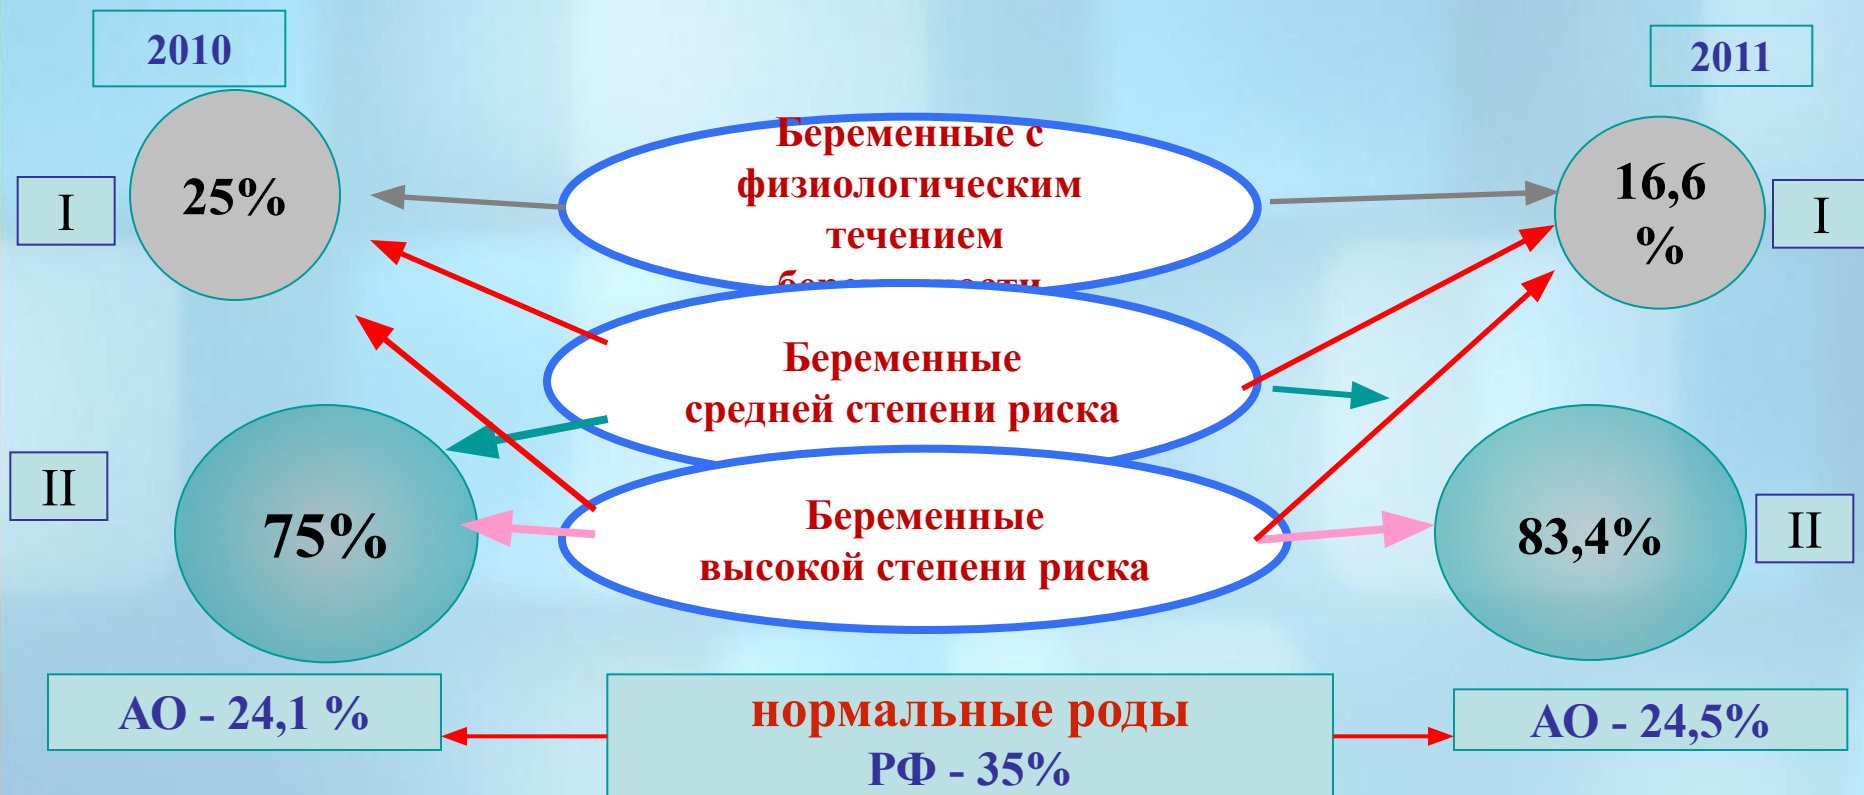 2010
2011
Беременные с
физиологическим
течением
I
25%
16,6
%
I
Беременные
средней степени риска
II
75%
Беременные
высокой степени риска
83,4%
II
АО - 24,1 %
нормальные роды
РФ - 35%
АО - 24,5%